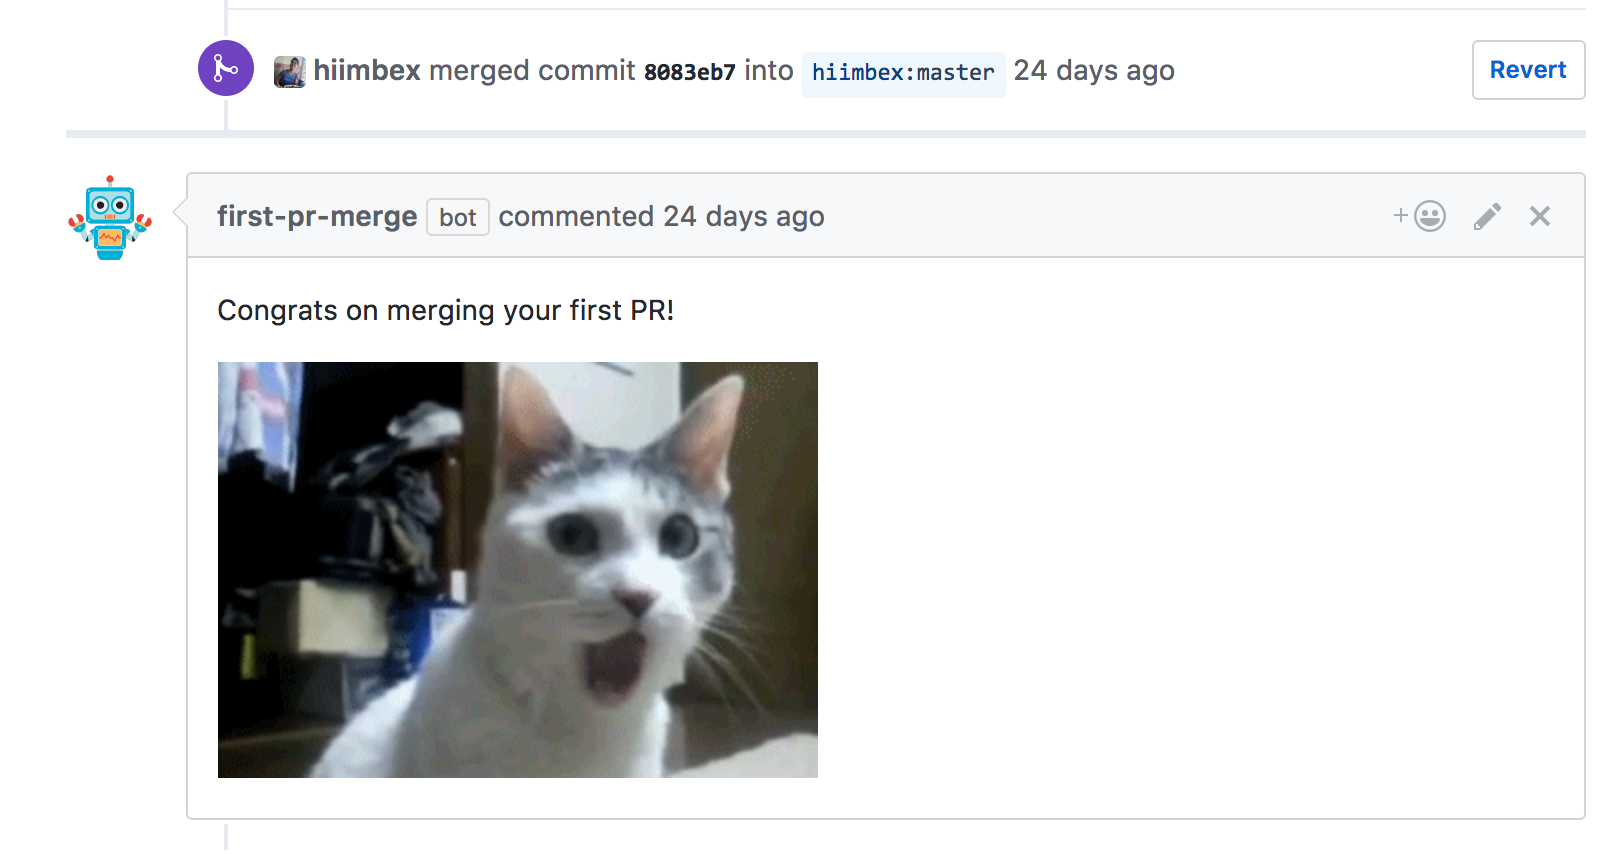 hiimbex merged commit 8083eb7 into hiimbex:master 24 days ago
Revert
first-pr-merge bot commented 24 days ago
Congrats on merging your first PR!